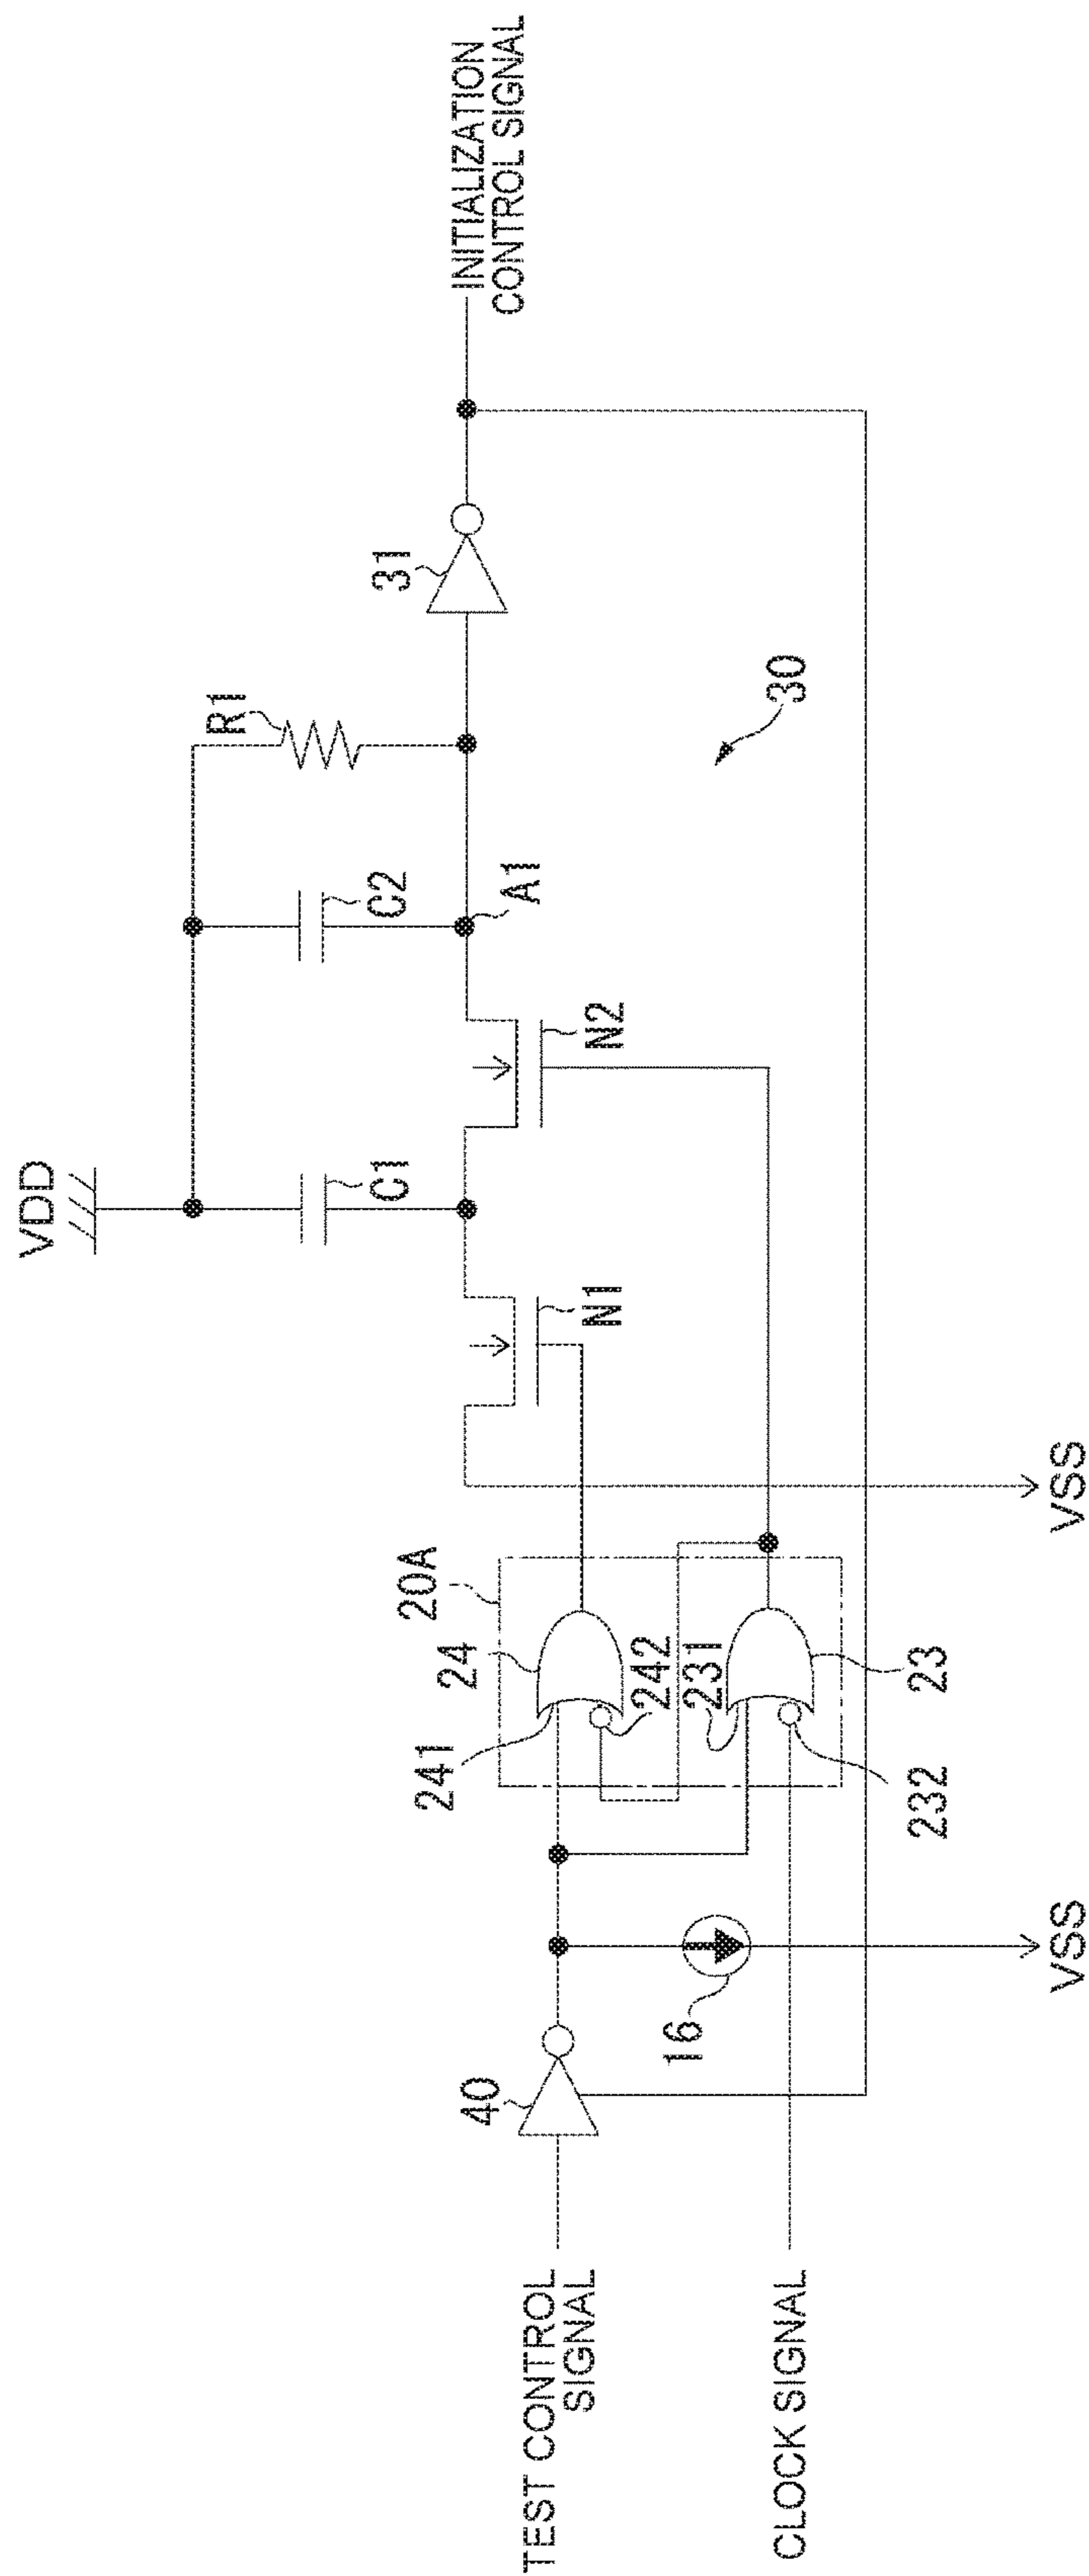 VDD
C1
C2
R1
N1
N2
A1
31
INITIALIZATION
CONTROL SIGNAL
30
20A
24
241
242
231
23
232
40
16
TEST CONTROL
SIGNAL
CLOCK SIGNAL
VSS
VSS